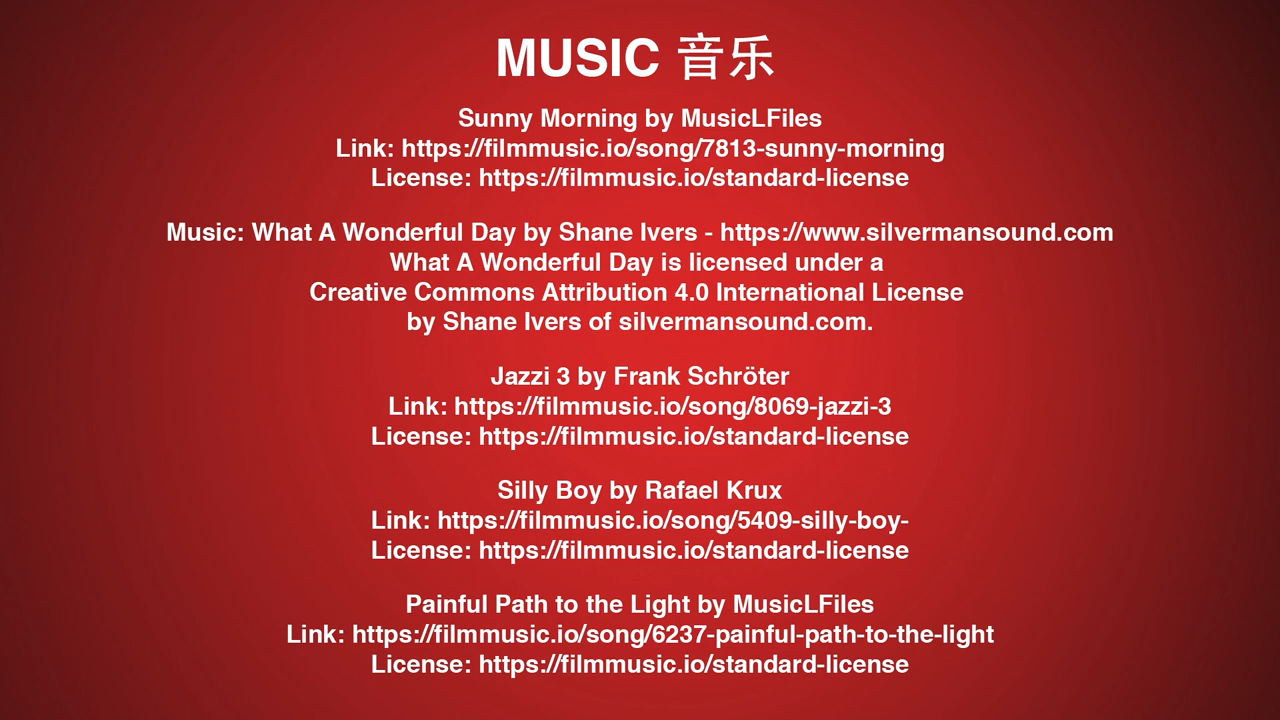 MUSIC 音乐
Sunny Morning by MusicLFiles
Link: https://filmmusic.io/song/7813-sunny-morning
License: https://filmmusic.io/standard-license
Music: What A Wonderful Day by Shane Ivers - https://www.silvermansound.com
What A Wonderful Day is licensed under a
Creative Commons Attribution 4.0 International License
by Shane Ivers of silvermansound.com.
Jazzi 3 by Frank Schröter
Link: https://filmmusic.io/song/8069-jazzi-3
License: https://filmmusic.io/standard-license
Silly Boy by Rafael Krux
Link: https://filmmusic.io/song/5409-silly-boy-
License: https://filmmusic.io/standard-license
Painful Path to the Light by MusicLFiles
Link: https://filmmusic.io/song/6237-painful-path-to-the-light
License: https://filmmusic.io/standard-license